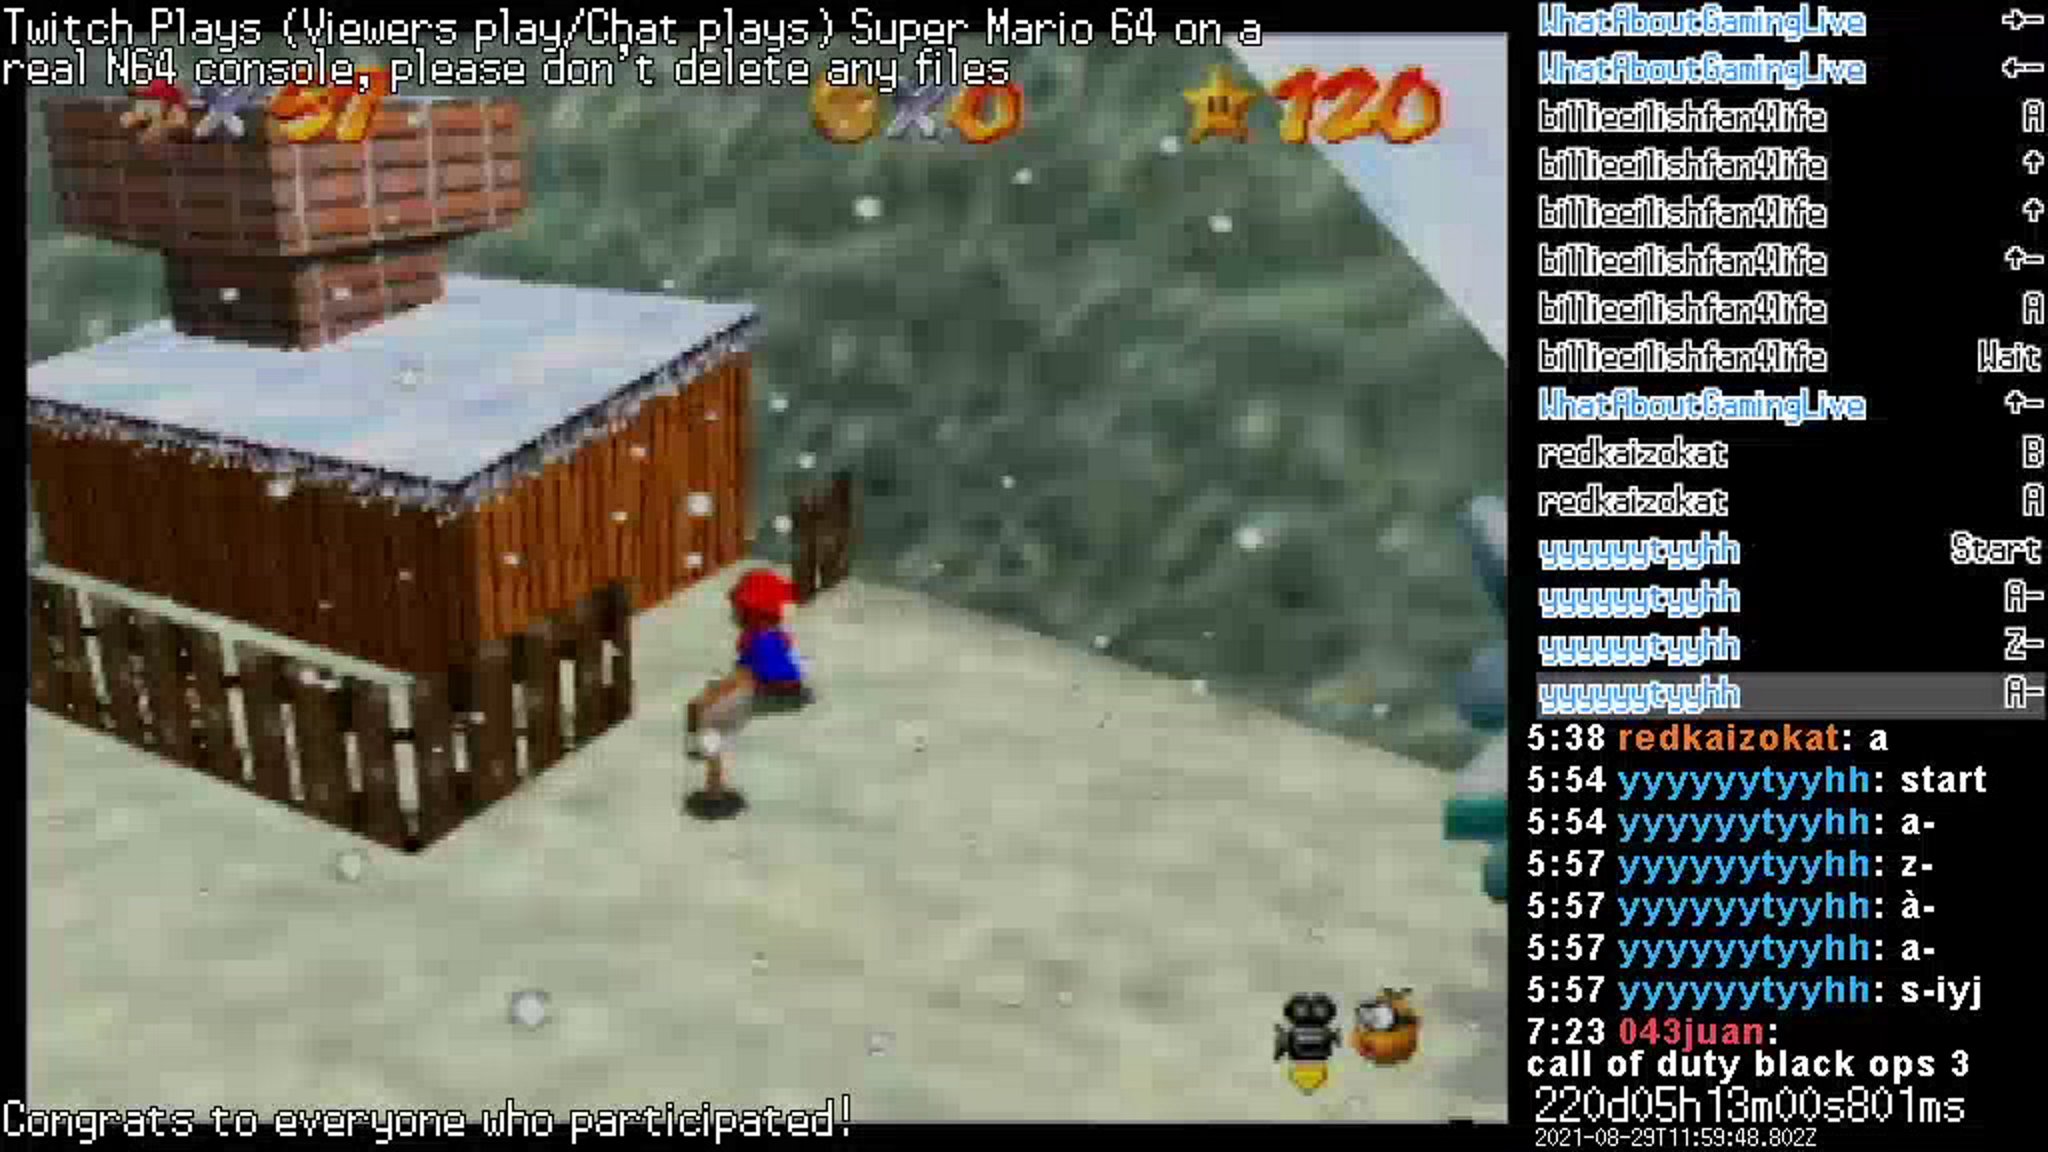 Twitch Plays (Viewers play/Chat plays) Super Mario 64 on a
real N64 console, please don't delete any files
× 0
120
Congrats to everyone who participated!
WhatAboutGamingLive →-
WhatAboutGamingLive ←-
billieeilishfan4life A
billieeilishfan4life ↑
billieeilishfan4life ↑
billieeilishfan4life ↑-
billieeilishfan4life A
billieeilishfan4life Wait
WhatAboutGamingLive ↑-
redkaizokat B
redkaizokat A
yyyyyytyyhh Start
yyyyyytyyhh A-
yyyyyytyyhh Z-
yyyyyytyyhh A-
5:38 redkaizokat: a
5:54 yyyyyytyyhh: start
5:54 yyyyyytyyhh: a-
5:57 yyyyyytyyhh: z-
5:57 yyyyyytyyhh: à-
5:57 yyyyyytyyhh: a-
5:57 yyyyyytyyhh: s-iyj
7:23 043juan:
call of duty black ops 3
220d05h13m00s801ms
2021-08-29T11:59:48.802Z